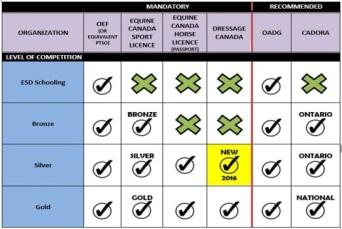 MANDATORY RECOMMENDED
ORGANIZATION
OEF
(OR
EQUIVALENT
PTSO)
EQUINE
CANADA
SPORT
LICENCE
EQUINE
CANADA
HORSE
LICENCE
(PASSPORT)
DRESSAGE
CANADA
OADG
CADORA
LEVEL OF COMPETITION
ESD Schooling
Bronze
BRONZE
ONTARIO
Silver
SILVER
NEW
2016
ONTARIO
Gold
GOLD
NATIONAL